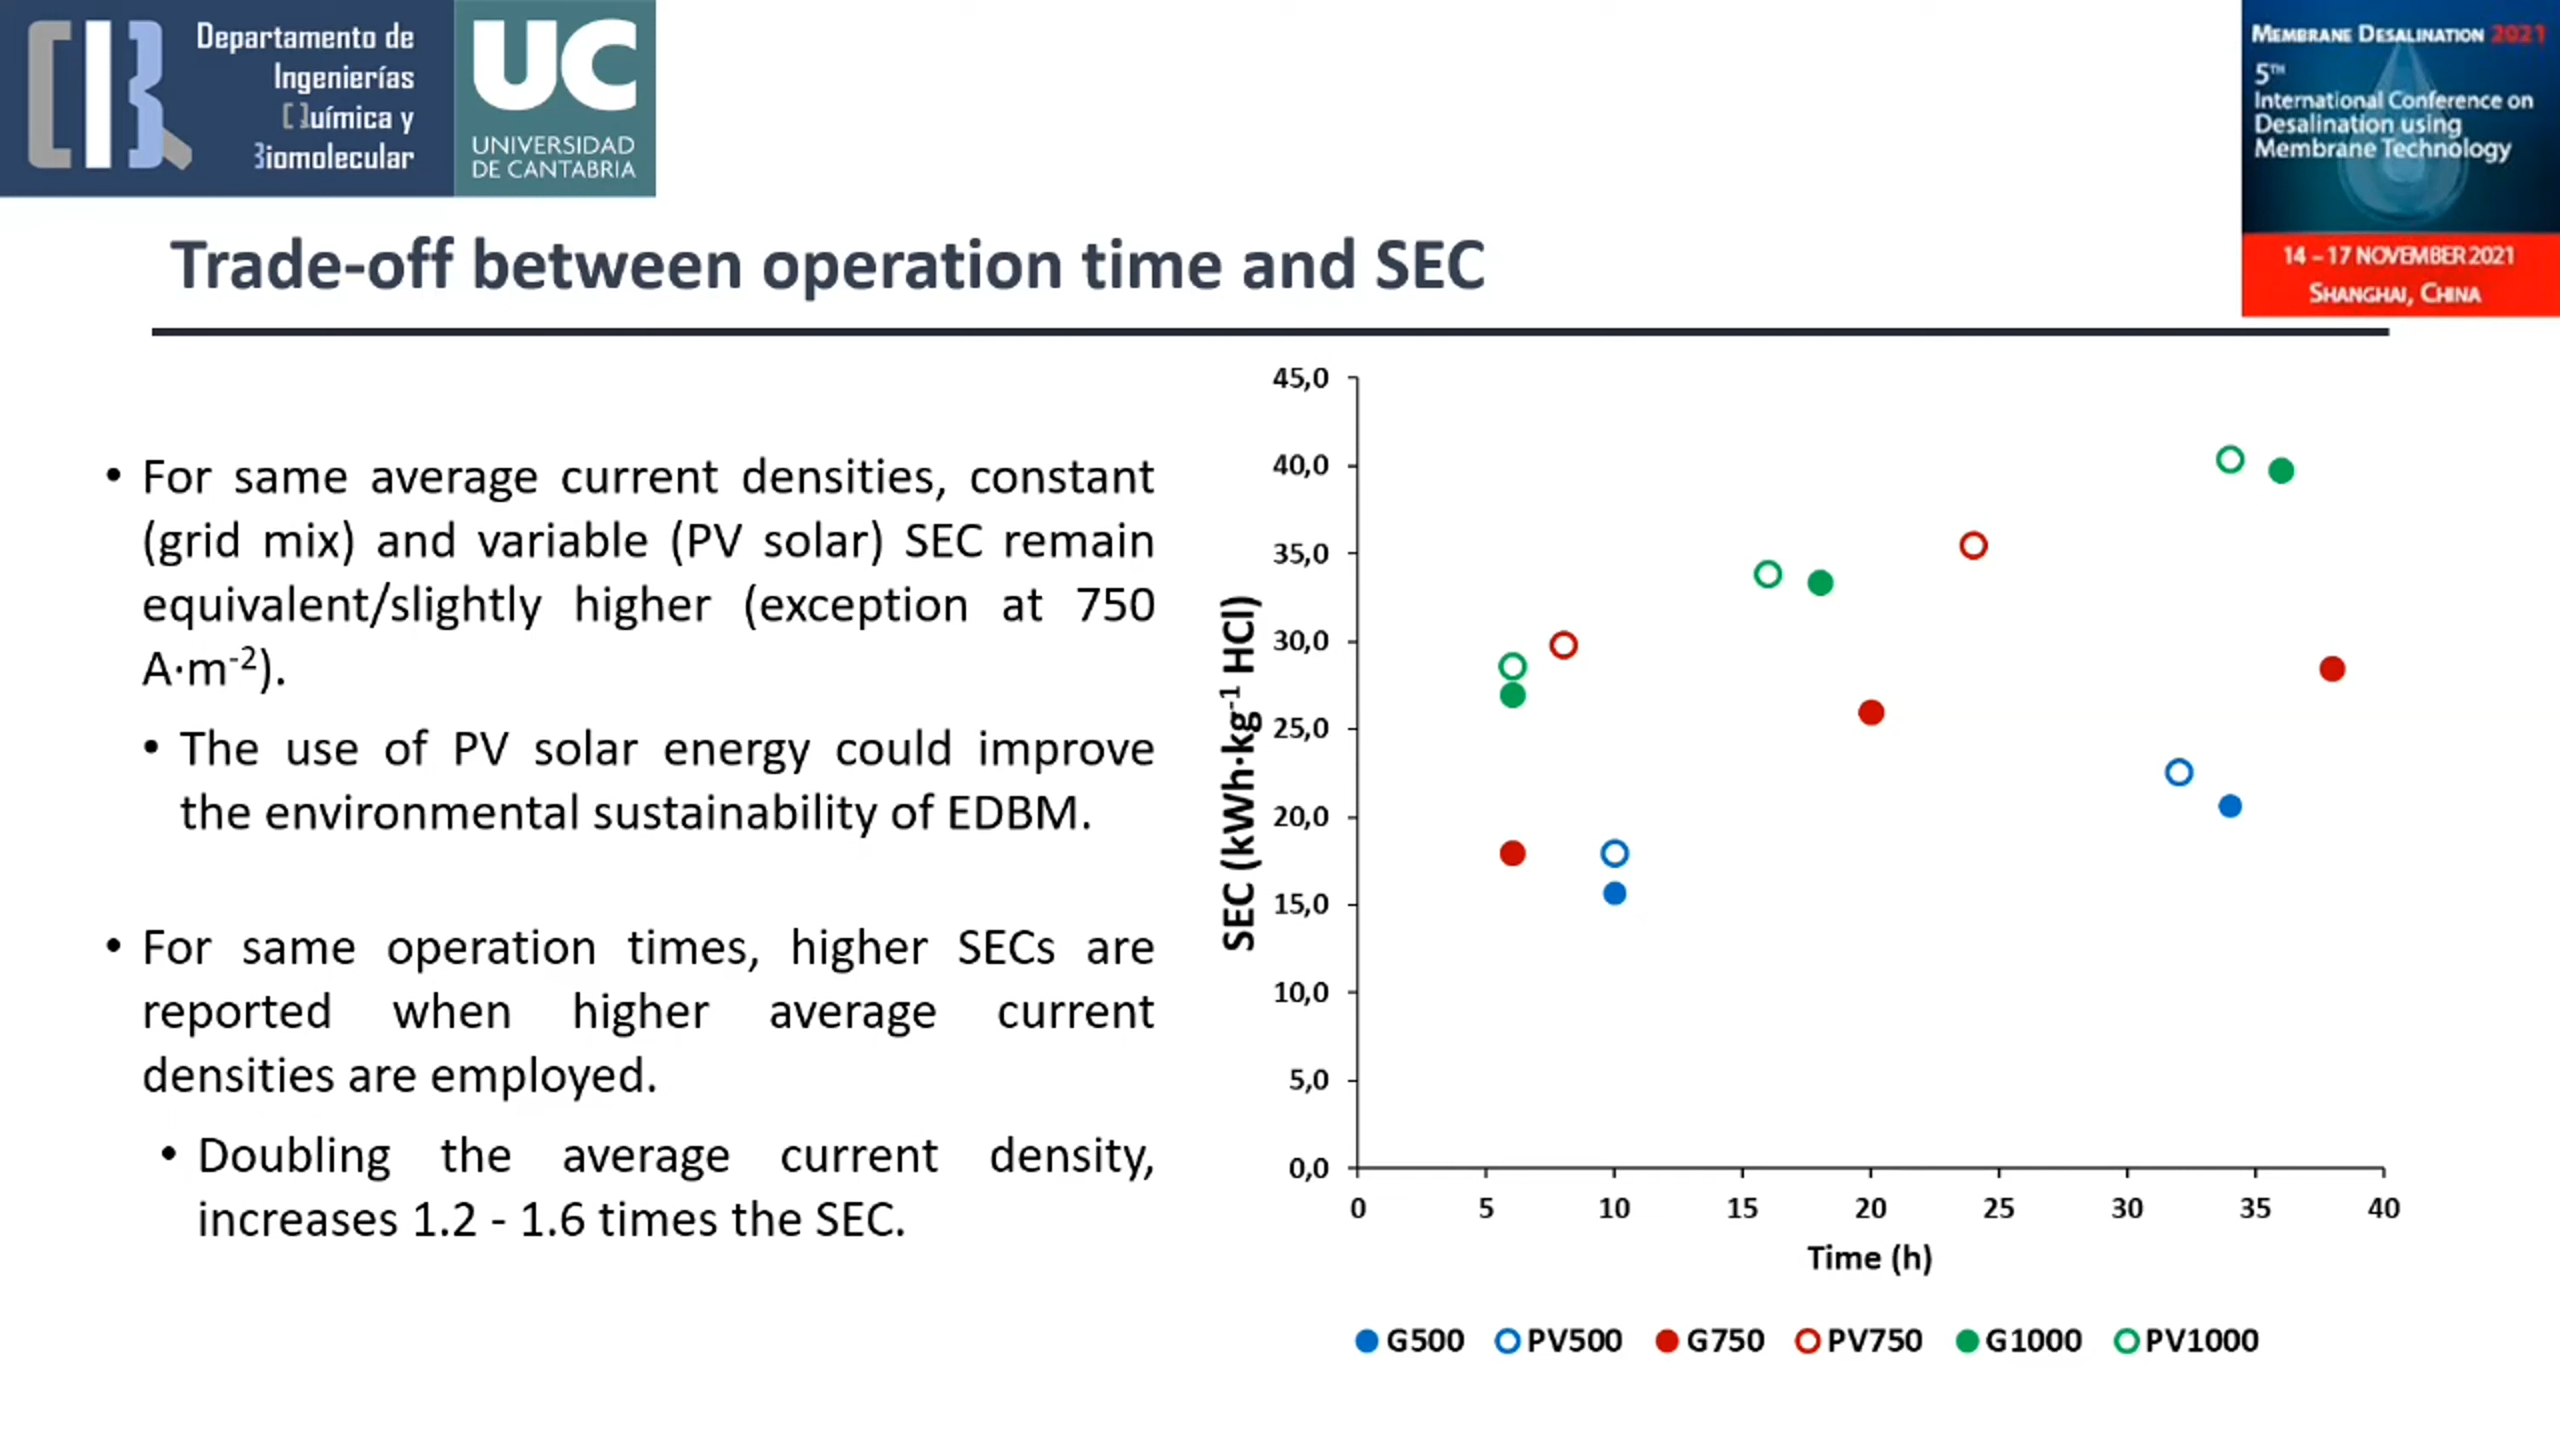 Departamento de
Ingenierías
Química y
Biomolecular
UC
UNIVERSIDAD
DE CANTABRIA
MEMBRANE DESALINATION 2021
5TH
International Conference on
Desalination using
Membrane Technology
14 – 17 NOVEMBER 2021
SHANGHAI, CHINA
Trade-off between operation time and SEC
• For same average current densities, constant
(grid mix) and variable (PV solar) SEC remain
equivalent/slightly higher (exception at 750
A·m⁻²).
• The use of PV solar energy could improve
the environmental sustainability of EDBM.
• For same operation times, higher SECs are
reported when higher average current
densities are employed.
• Doubling the average current density,
increases 1.2 - 1.6 times the SEC.
SEC (kWh·kg⁻¹ HCl)
45,0
40,0
35,0
30,0
25,0
20,0
15,0
10,0
5,0
0,0
0 5 10 15 20 25 30 35 40
Time (h)
G500 PV500 G750 PV750 G1000 PV1000